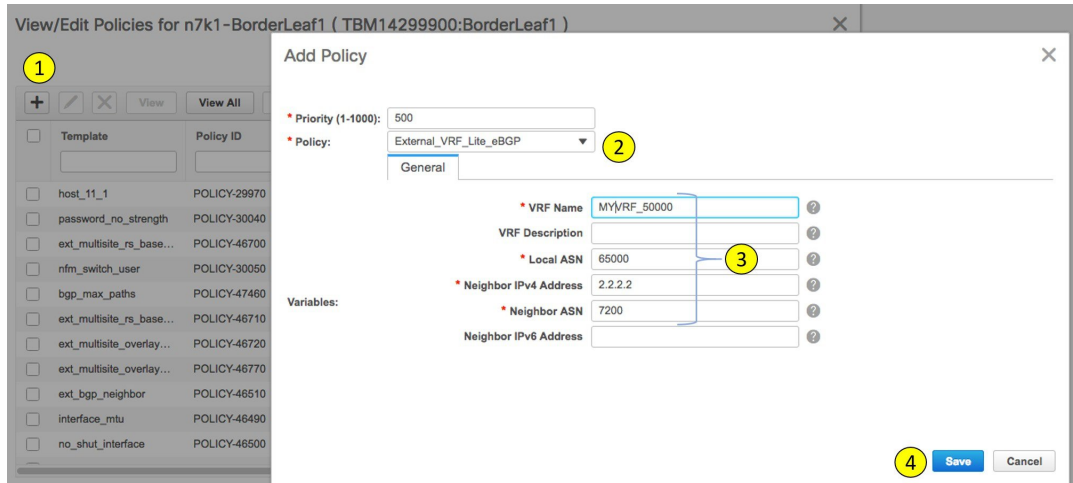 View/Edit Policies for n7k1-BorderLeaf1 ( TBM14299900:BorderLeaf1 )
1
View
View All
Template
Policy ID
host_11_1 POLICY-29970
password_no_strength POLICY-30040
ext_multisite_rs_base... POLICY-46700
nfm_switch_user POLICY-30050
bgp_max_paths POLICY-47460
ext_multisite_rs_base... POLICY-46710
ext_multisite_overlay... POLICY-46720
ext_multisite_overlay... POLICY-46770
ext_bgp_neighbor POLICY-46510
interface_mtu POLICY-46490
no_shut_interface POLICY-46500
Add Policy
* Priority (1-1000): 500
* Policy: External_VRF_Lite_eBGP
2
General
Variables:
* VRF Name MYVRF_50000 ?
VRF Description ?
* Local ASN 65000 ?
3
* Neighbor IPv4 Address 2.2.2.2 ?
* Neighbor ASN 7200 ?
Neighbor IPv6 Address ?
4
Save
Cancel